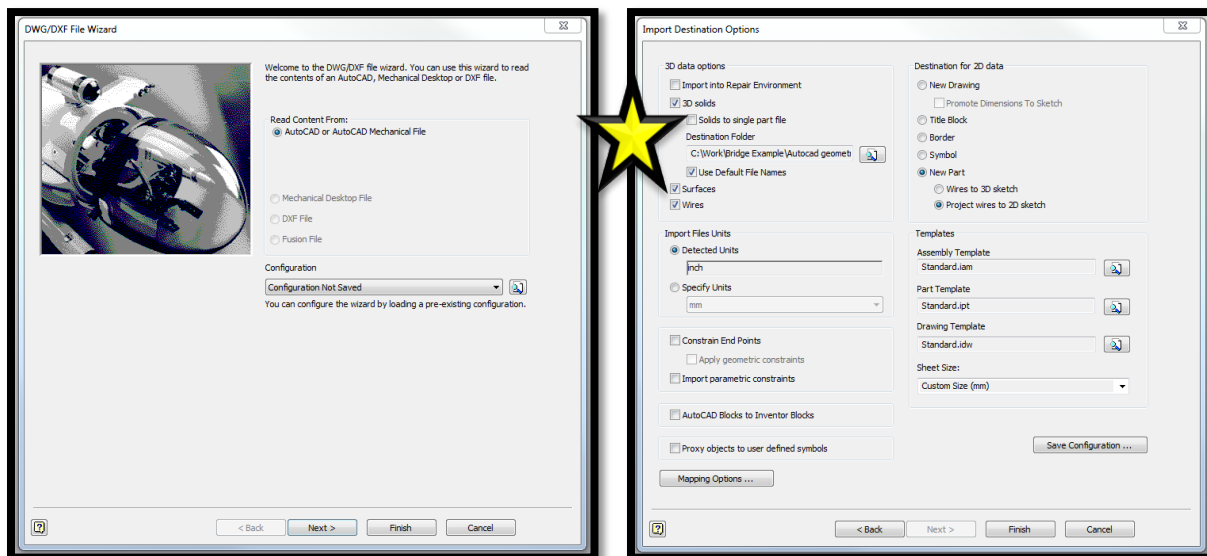 DWG/DXF File Wizard
Welcome to the DWG/DXF file wizard. You can use this wizard to read
the contents of an AutoCAD, Mechanical Desktop or DXF file.
Read Content From:
AutoCAD or AutoCAD Mechanical File
Mechanical Desktop File
DXF File
Fusion File
Configuration
Configuration Not Saved
You can configure the wizard by loading a pre-existing configuration.
?
< Back
Next >
Finish
Cancel
Import Destination Options
3D data options
Import into Repair Environment
3D solids
Solids to single part file
Destination Folder
C:\Work\Bridge Example\Autocad geomet
Use Default File Names
Surfaces
Wires
Import Files Units
Detected Units
inch
Specify Units
mm
Constrain End Points
Apply geometric constraints
Import parametric constraints
AutoCAD Blocks to Inventor Blocks
Proxy objects to user defined symbols
Mapping Options ...
Destination for 2D data
New Drawing
Promote Dimensions To Sketch
Title Block
Border
Symbol
New Part
Wires to 3D sketch
Project wires to 2D sketch
Templates
Assembly Template
Standard.iam
Part Template
Standard.ipt
Drawing Template
Standard.idw
Sheet Size:
Custom Size (mm)
Save Configuration ...
?
< Back
Next >
Finish
Cancel